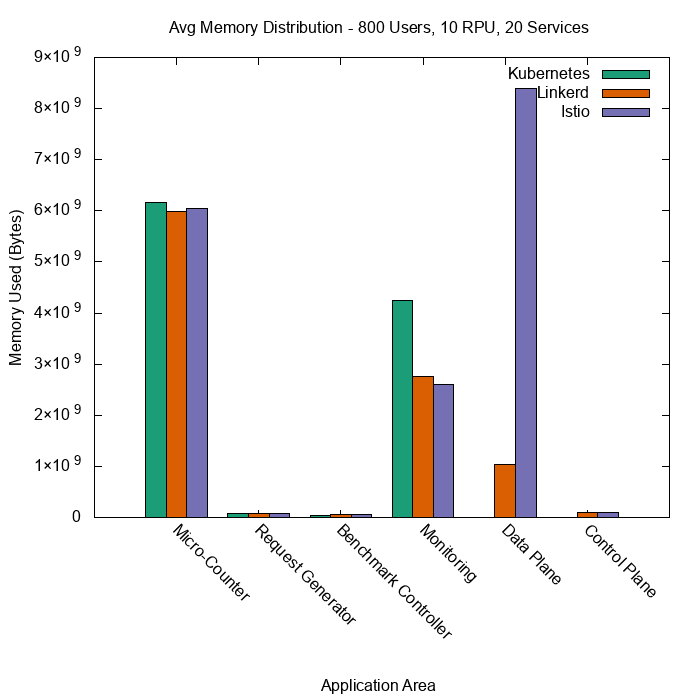 Avg Memory Distribution - 800 Users, 10 RPU, 20 Services
Kubernetes
Linkerd
Istio
9×10⁹
8×10⁹
7×10⁹
6×10⁹
5×10⁹
4×10⁹
3×10⁹
2×10⁹
1×10⁹
0
Memory Used (Bytes)
Micro-Counter
Request Generator
Benchmark Controller
Monitoring
Data Plane
Control Plane
Application Area